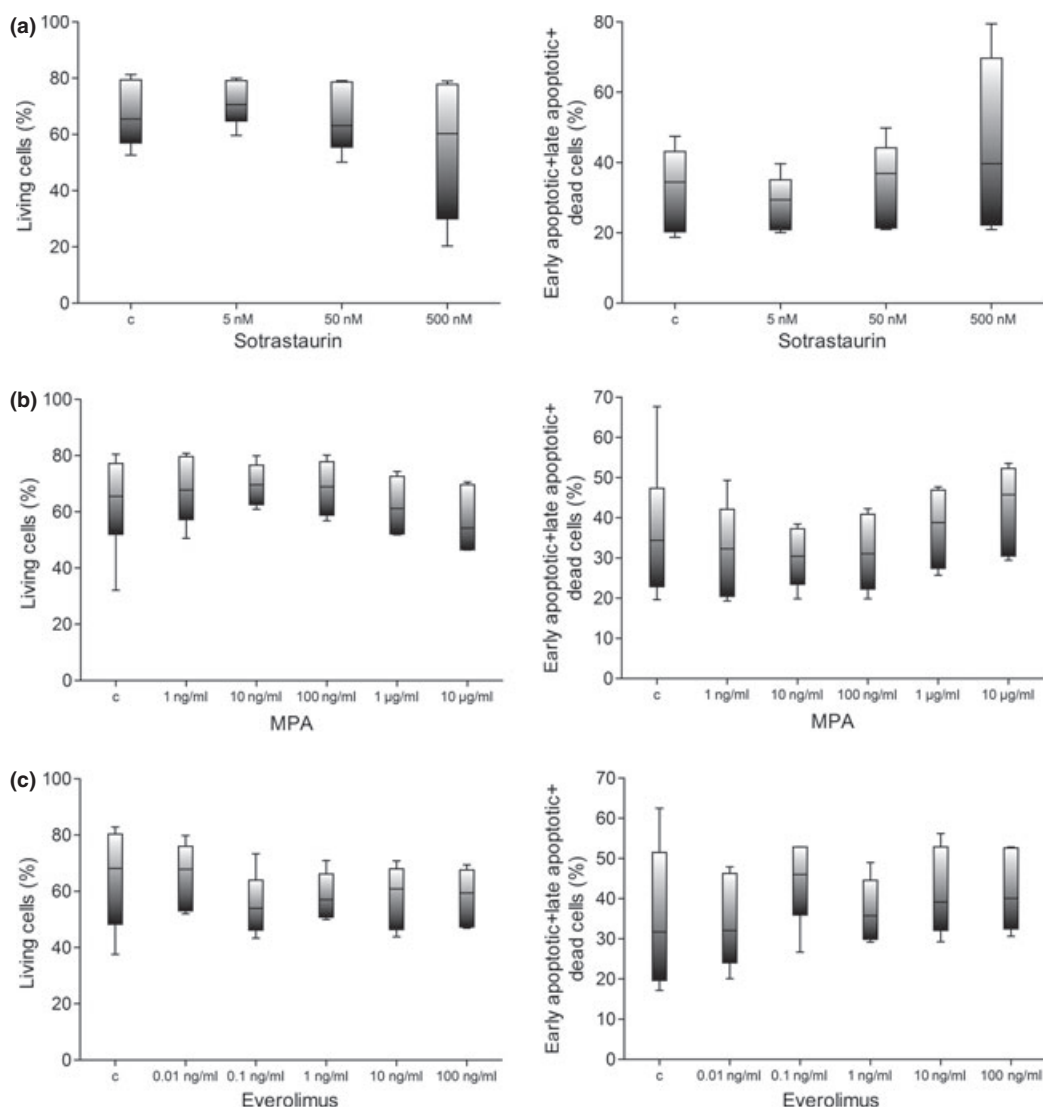 (a)
100
80
60
40
20
0
Living cells (%)
c 5 nM 50 nM 500 nM
Sotrastaurin
80
60
40
20
0
Early apoptotic+late apoptotic+
dead cells (%)
c 5 nM 50 nM 500 nM
Sotrastaurin
(b)
100
80
60
40
20
0
Living cells (%)
c 1 ng/ml 10 ng/ml 100 ng/ml 1 µg/ml 10 µg/ml
MPA
70
60
50
40
30
20
10
0
Early apoptotic+late apoptotic+
dead cells (%)
c 1 ng/ml 10 ng/ml 100 ng/ml 1 µg/ml 10 µg/ml
MPA
(c)
100
80
60
40
20
0
Living cells (%)
c 0.01 ng/ml 0.1 ng/ml 1 ng/ml 10 ng/ml 100 ng/ml
Everolimus
70
60
50
40
30
20
10
0
Early apoptotic+late apoptotic+
dead cells (%)
c 0.01 ng/ml 0.1 ng/ml 1 ng/ml 10 ng/ml 100 ng/ml
Everolimus